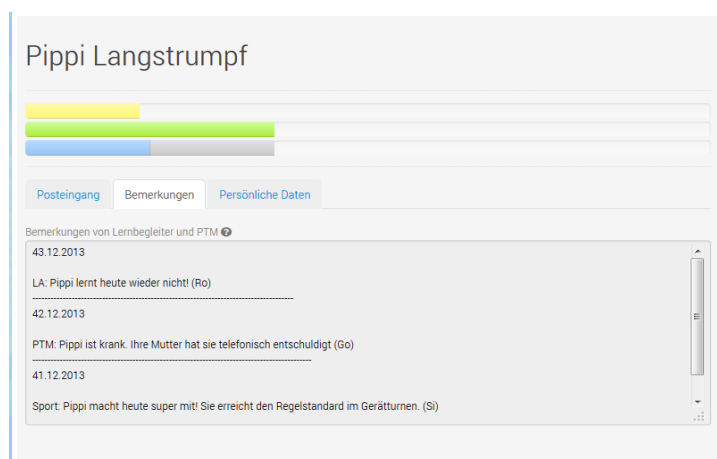 Pippi Langstrumpf
Posteingang Bemerkungen Persönliche Daten
Bemerkungen von Lernbegleiter und PTM
43.12.2013
LA: Pippi lernt heute wieder nicht! (Ro)
42.12.2013
PTM: Pippi ist krank. Ihre Mutter hat sie telefonisch entschuldigt (Go)
41.12.2013
Sport: Pippi macht heute super mit! Sie erreicht den Regelstandard im Gerätturnen. (Si)